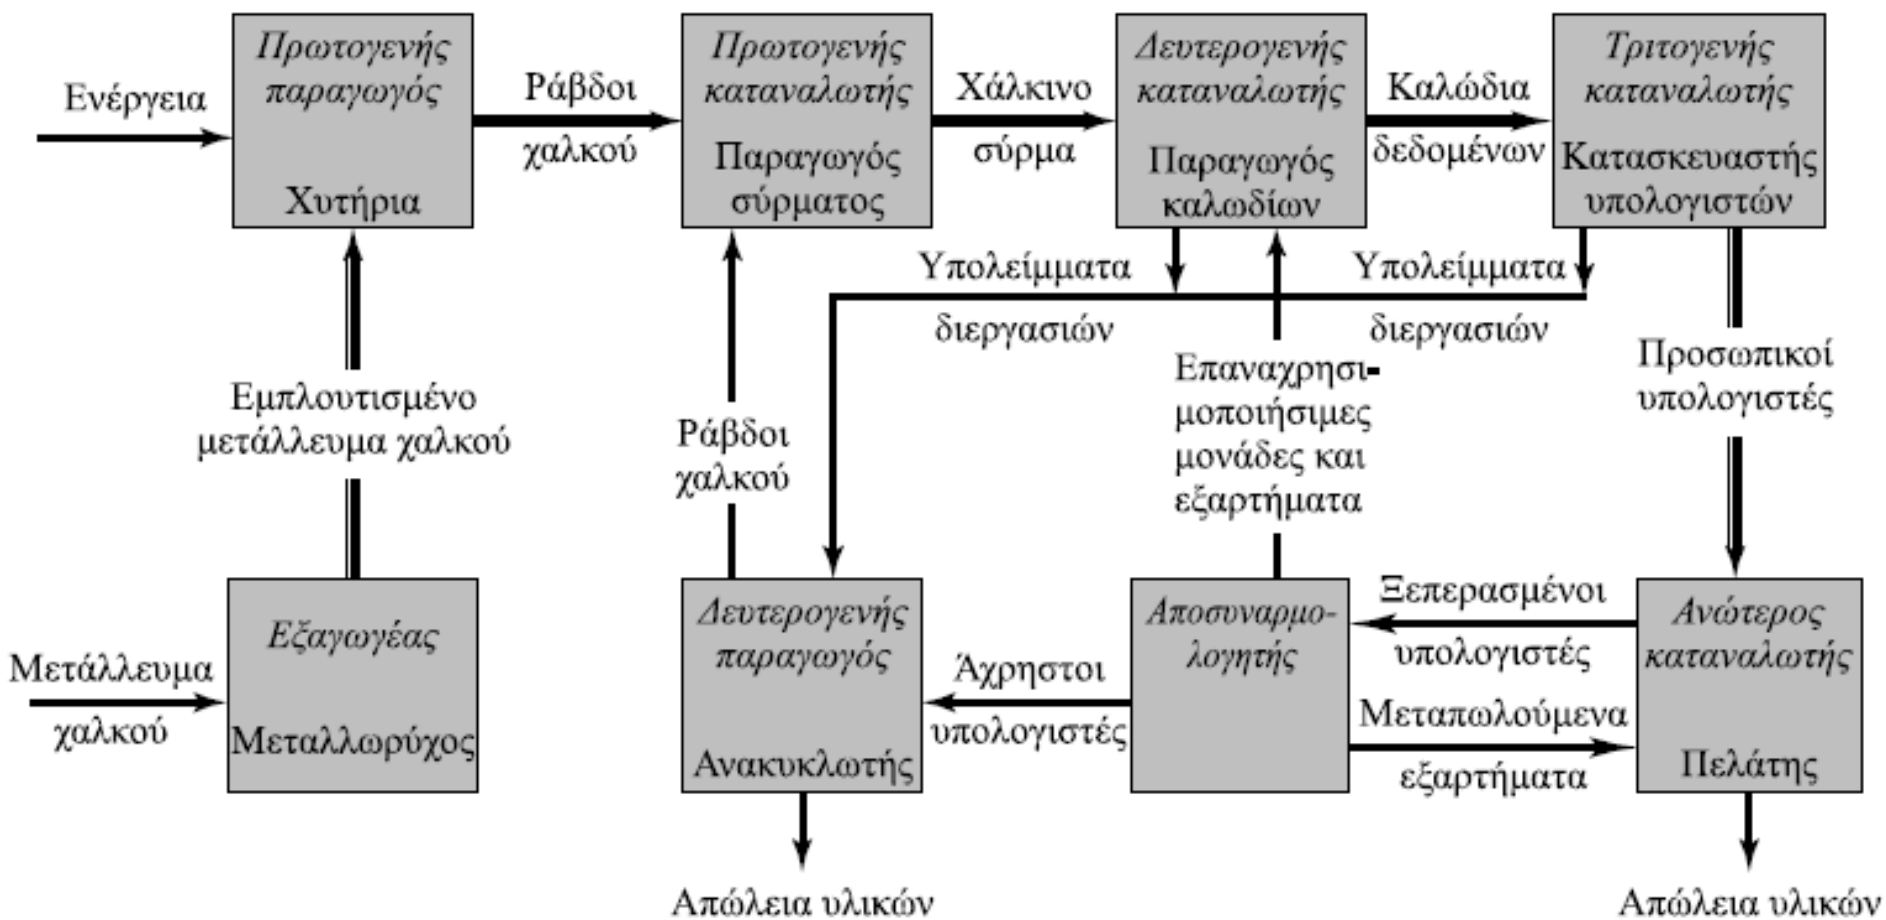 Ενέργεια
Πρωτογενής
παραγωγός
Χυτήρια
Ράβδοι
χαλκού
Πρωτογενής
καταναλωτής
Παραγωγός
σύρματος
Χάλκινο
σύρμα
Δευτερογενής
καταναλωτής
Παραγωγός
καλωδίων
Καλώδια
δεδομένων
Τριτογενής
καταναλωτής
Κατασκευαστής
υπολογιστών
Υπολείμματα
διεργασιών
Υπολείμματα
διεργασιών
Εμπλουτισμένο
μετάλλευμα χαλκού
Ράβδοι
χαλκού
Επαναχρησι-
μοποιήσιμες
μονάδες και
εξαρτήματα
Προσωπικοί
υπολογιστές
Μετάλλευμα
χαλκού
Εξαγωγέας
Μεταλλωρύχος
Δευτερογενής
παραγωγός
Ανακυκλωτής
Άχρηστοι
υπολογιστές
Αποσυναρμο-
λογητής
Ξεπερασμένοι
υπολογιστές
Μεταπωλούμενα
εξαρτήματα
Ανώτερος
καταναλωτής
Πελάτης
Απώλεια υλικών
Απώλεια υλικών